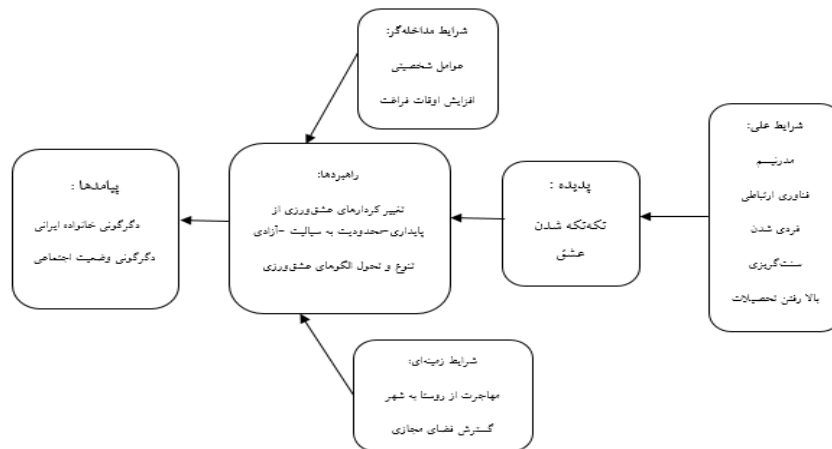 شرایط مداخله‌گر:
عوامل شخصیتی
افزایش اوقات فراغت
شرایط علی:
مدرنیسم
فناوری ارتباطی
فردی شدن
سنت‌گریزی
بالا رفتن تحصیلات
پدیده :
تکه‌تکه شدن
عشق
راهبردها:
تغییر کردارهای عشق‌ورزی از
پایداری-محدودیت به سیالیت -آزادی
تنوع و تحول الگوهای عشق‌ورزی
پیامدها :
دگرگونی خانواده ایرانی
دگرگونی وضعیت اجتماعی
شرایط زمینه‌ای:
مهاجرت از روستا به شهر
گسترش فضای مجازی